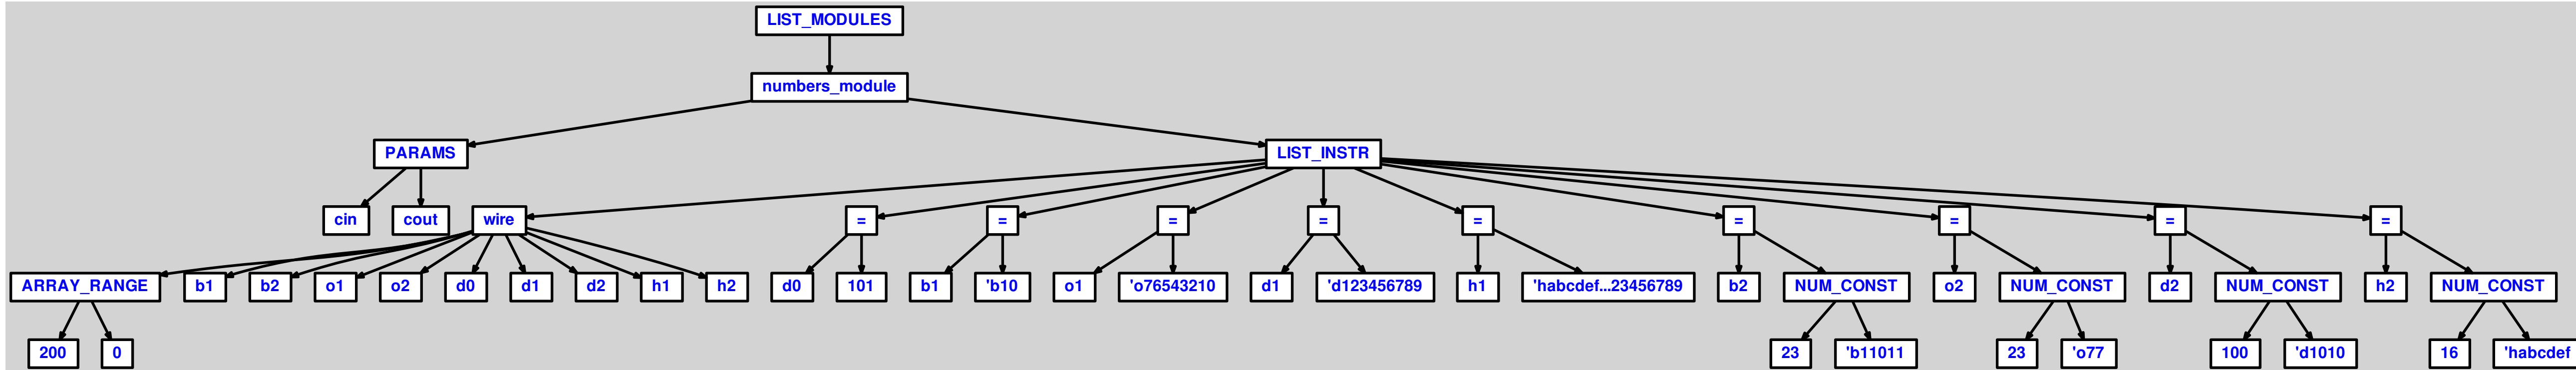 LIST_MODULES
numbers_module
PARAMS LIST_INSTR
cin cout wire = = = = = = = = =
ARRAY_RANGE b1 b2 o1 o2 d0 d1 d2 h1 h2 d0 101 b1 'b10 o1 'o76543210 d1 'd123456789 h1 'habcdef...23456789 b2 NUM_CONST o2 NUM_CONST d2 NUM_CONST h2 NUM_CONST
200 0 23 'b11011 23 'o77 100 'd1010 16 'habcdef